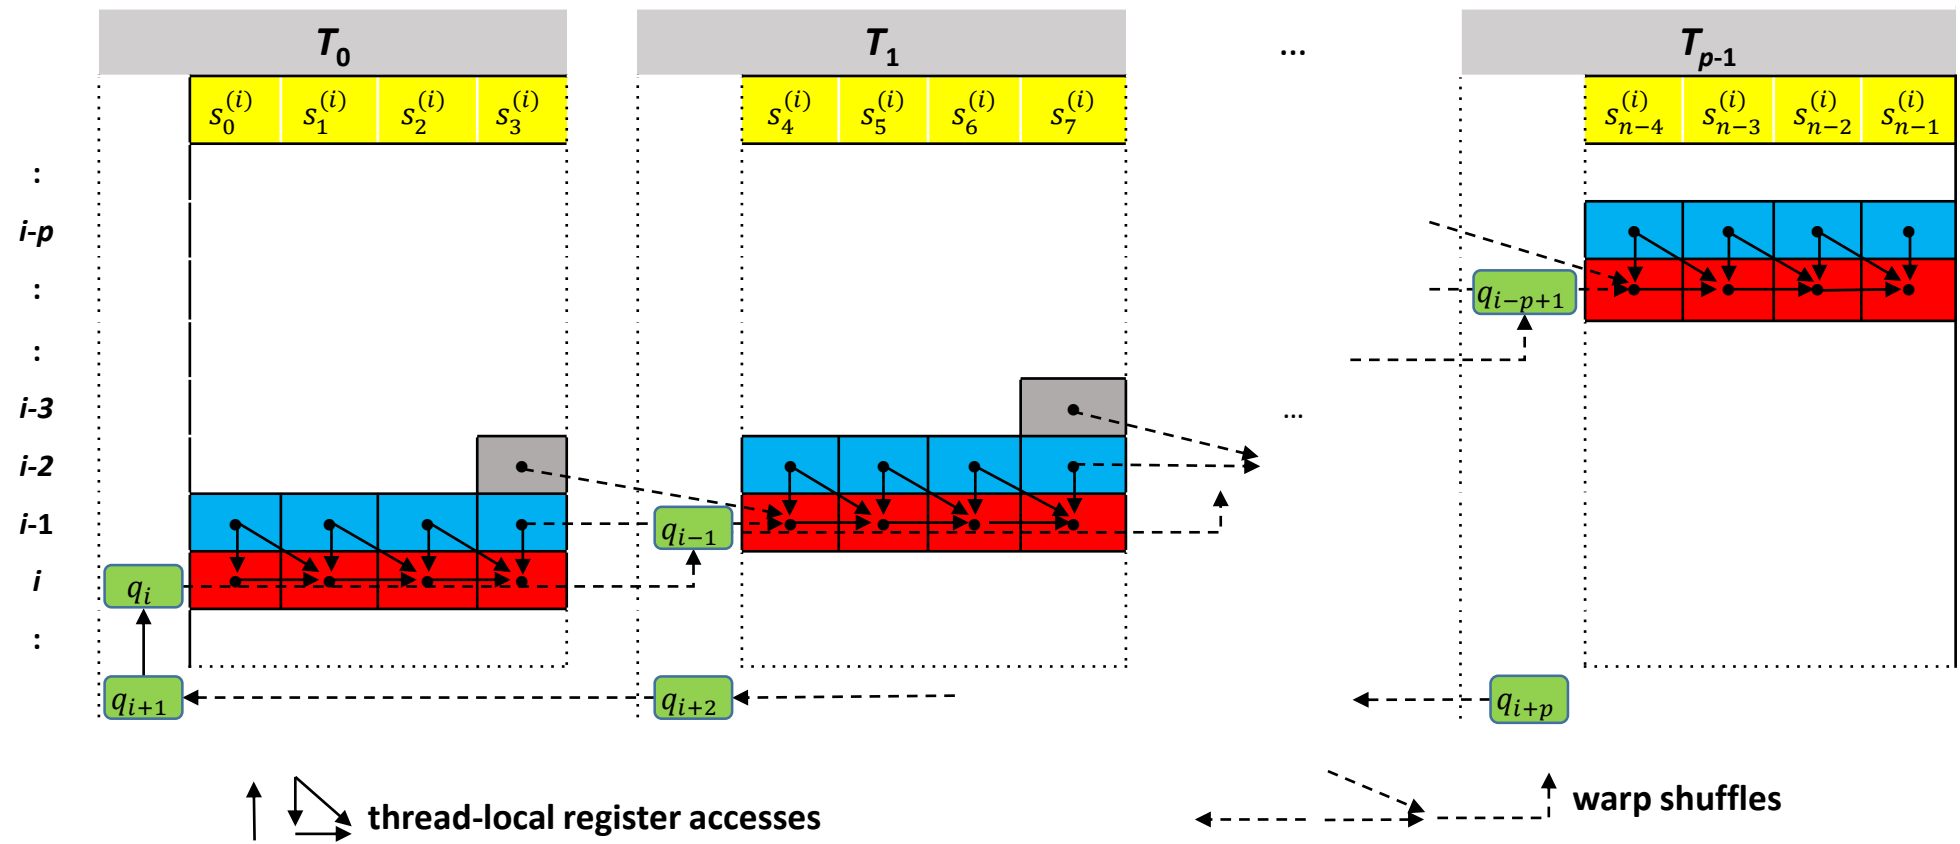 T₀ T₁ ... Tₚ₋₁
s₀⁽ⁱ⁾ s₁⁽ⁱ⁾ s₂⁽ⁱ⁾ s₃⁽ⁱ⁾ s₄⁽ⁱ⁾ s₅⁽ⁱ⁾ s₆⁽ⁱ⁾ s₇⁽ⁱ⁾ sₙ₋₄⁽ⁱ⁾ sₙ₋₃⁽ⁱ⁾ sₙ₋₂⁽ⁱ⁾ sₙ₋₁⁽ⁱ⁾
:
i-p
: qᵢ₋ₚ₊₁
:
i-3 ...
i-2
i-1 qᵢ₋₁
i qᵢ
:
qᵢ₊₁ qᵢ₊₂ qᵢ₊ₚ
thread-local register accesses warp shuffles